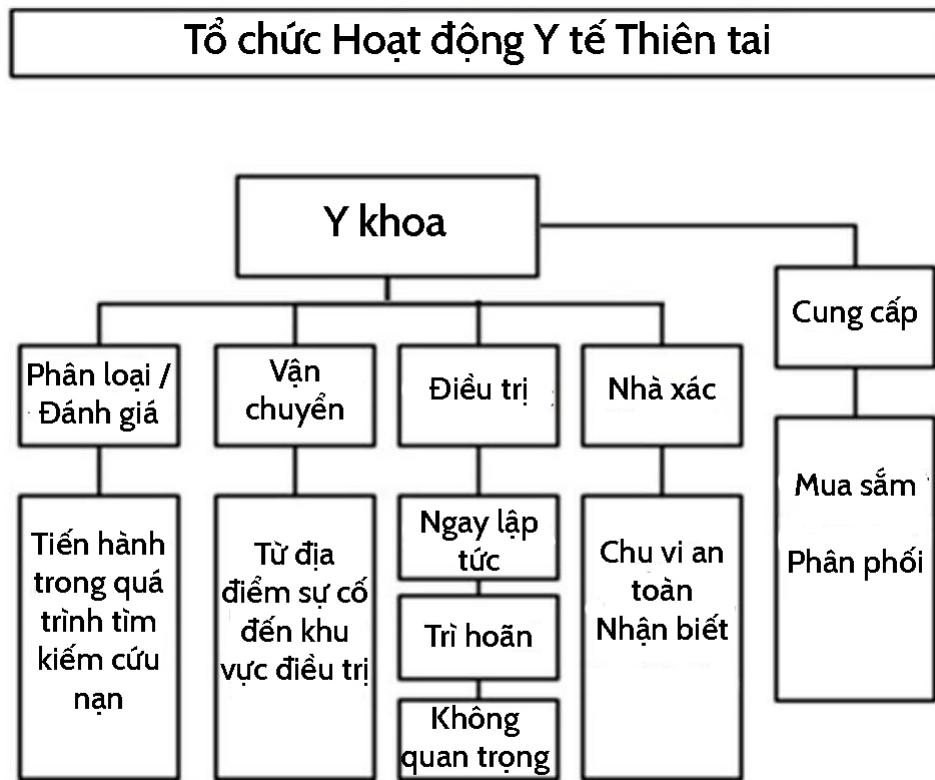 Tổ chức Hoạt động Y tế Thiên tai
Y khoa
Cung cấp
Phân loại /
Đánh giá
Vận
chuyển
Điều trị
Nhà xác
Mua sắm
Phân phối
Tiến hành
trong quá
trình tìm
kiếm cứu
nạn
Từ địa
điểm sự cố
đến khu
vực điều trị
Ngay lập
tức
Trì hoãn
Không
quan trọng
Chu vi an
toàn
Nhận biết